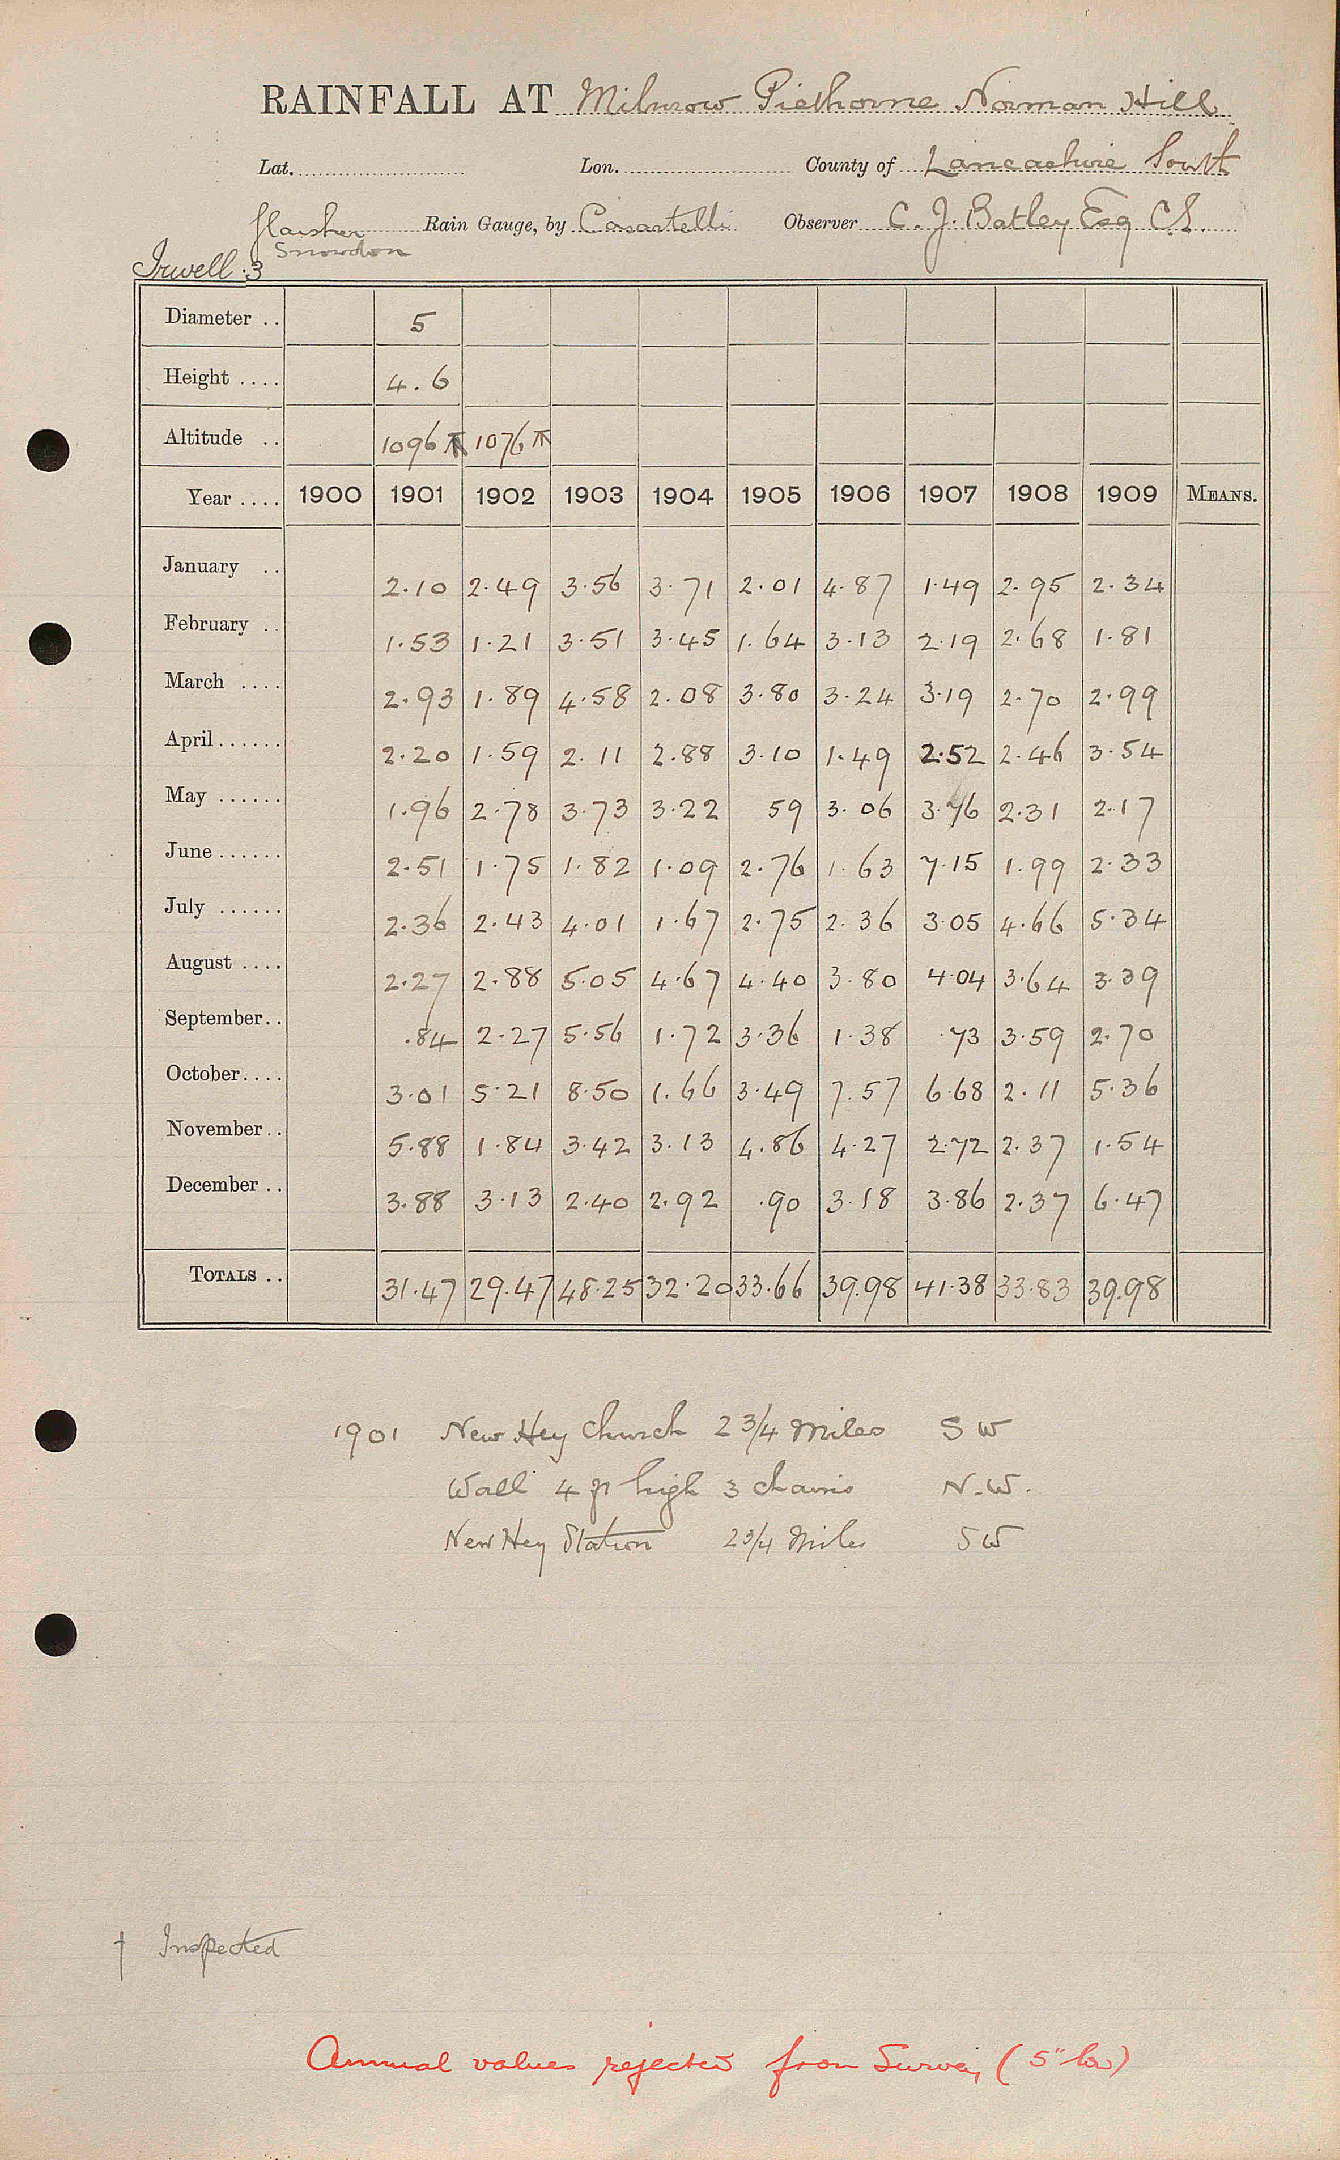 RAINFALL AT Milnrow Piethorne Norman Hill
Lat. Lon. County of Lancashire South
Glaisher Rain Gauge, by Casartelli Observer C. J. Batley Esq C.E.
Snowdon
Irwell. 3
Diameter .. 5
Height .... 4.6
Altitude .. 1096 1076
Year .... 1900 1901 1902 1903 1904 1905 1906 1907 1908 1909 MEANS.
January .. 2.10 2.49 3.56 3.71 2.01 4.87 1.49 2.95 2.34
February .. 1.53 1.21 3.51 3.45 1.64 3.13 2.19 2.68 1.81
March .... 2.93 1.89 4.58 2.08 3.80 3.24 3.19 2.70 2.99
April...... 2.20 1.59 2.11 2.88 3.10 1.49 2.52 2.46 3.54
May ...... 1.96 2.78 3.73 3.22 59 3.06 3.76 2.31 2.17
June...... 2.51 1.75 1.82 1.09 2.76 1.63 7.15 1.99 2.33
July ...... 2.36 2.43 4.01 1.67 2.75 2.36 3.05 4.66 5.34
August .... 2.27 2.88 5.05 4.67 4.40 3.80 4.04 3.64 3.39
September.. .84 2.27 5.56 1.72 3.36 1.38 .73 3.59 2.70
October.... 3.01 5.21 8.50 1.66 3.49 7.57 6.68 2.11 5.36
November.. 5.88 1.84 3.42 3.13 4.86 4.27 2.72 2.37 1.54
December.. 3.88 3.13 2.40 2.92 .90 3.18 3.86 2.37 6.47
TOTALS .. 31.47 29.47 48.25 32.20 33.66 39.98 41.38 33.83 39.98
1901 New Hey Church 2 3/4 Miles S W
Wall 4 ft high 3 chains N.W.
New Hey Station 2 3/4 Miles S W
† Inspected
Annual values rejected from Survey (5" low)